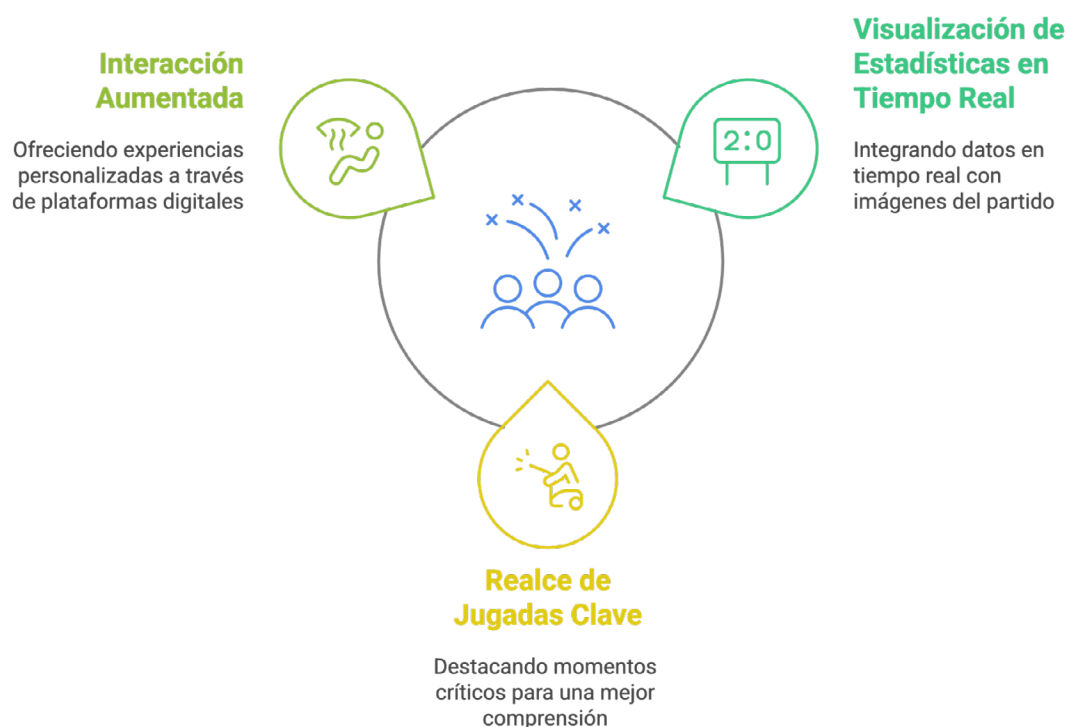 Interacción
Aumentada
Ofreciendo experiencias
personalizadas a través
de plataformas digitales
Visualización de
Estadísticas en
Tiempo Real
2:0
Integrando datos en
tiempo real con
imágenes del partido
Realce de
Jugadas Clave
Destacando momentos
críticos para una mejor
comprensión